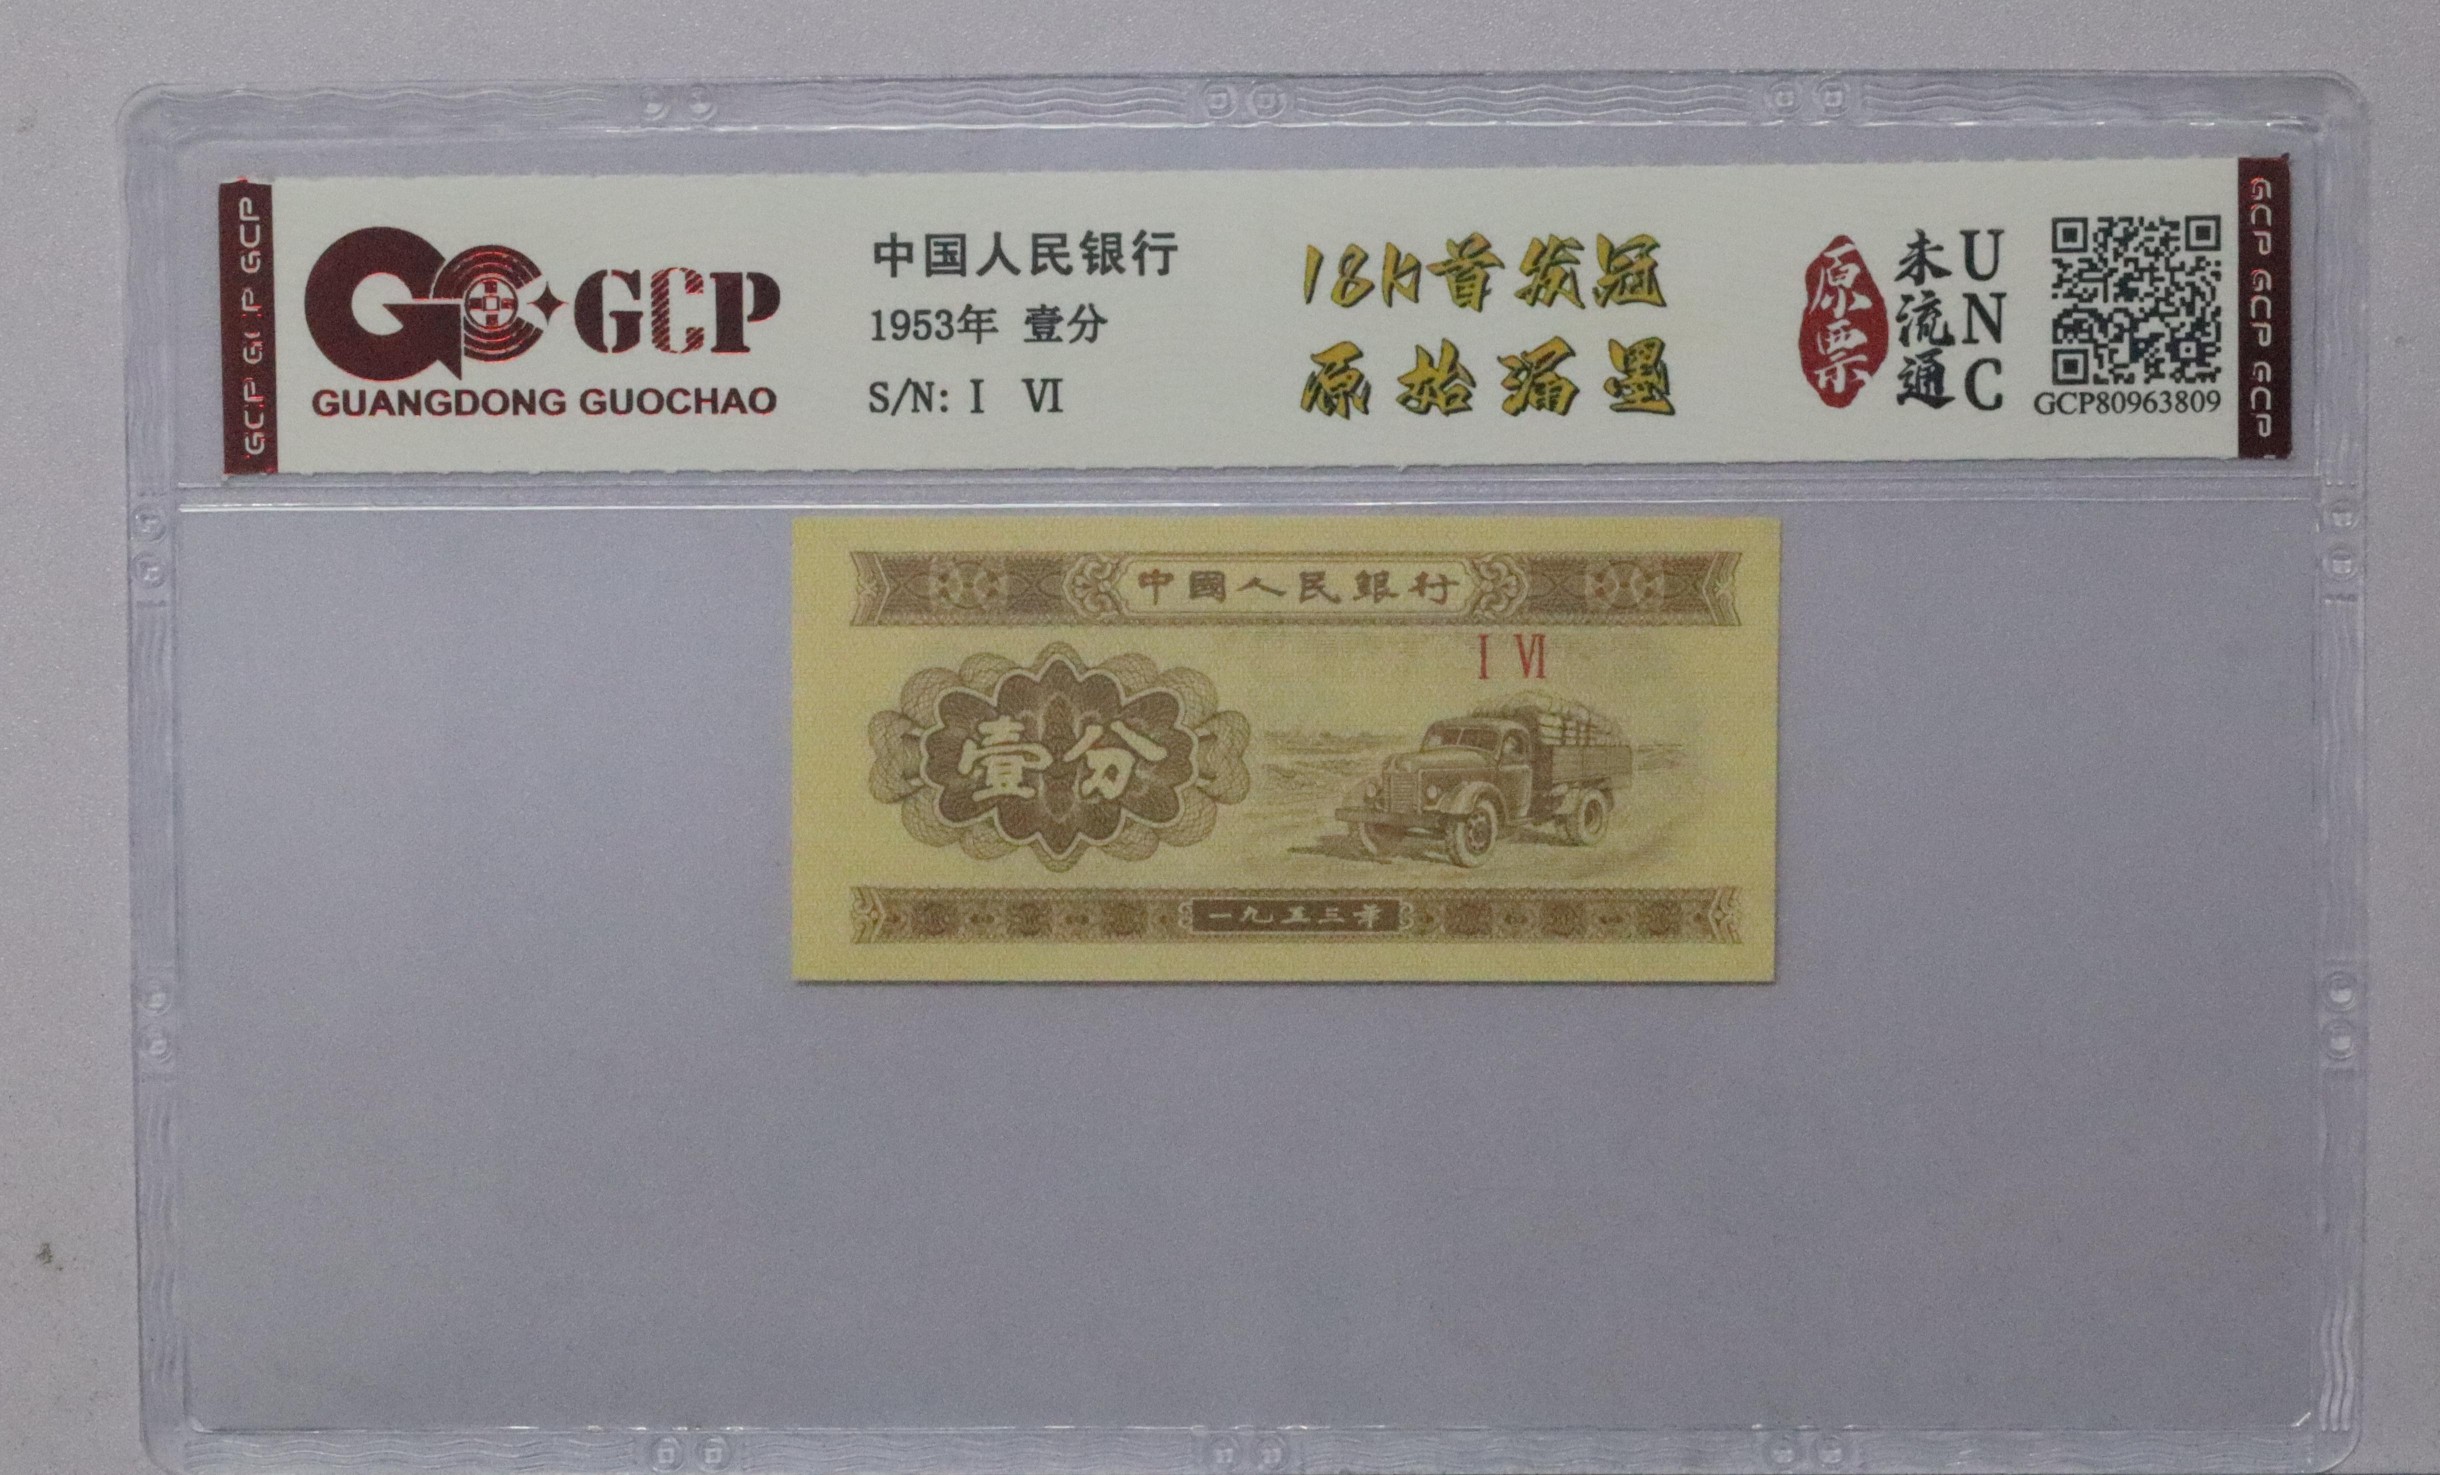 GCP GCP GCP
GCP
GUANGDONG GUOCHAO
中国人民银行
1953年 壹分
S/N: I VI
18k首发冠
原始漏墨
原票
未流通
UNC
GCP80963809
GCP GCP GCP
中國人民銀行
I VI
壹分
一九五三年